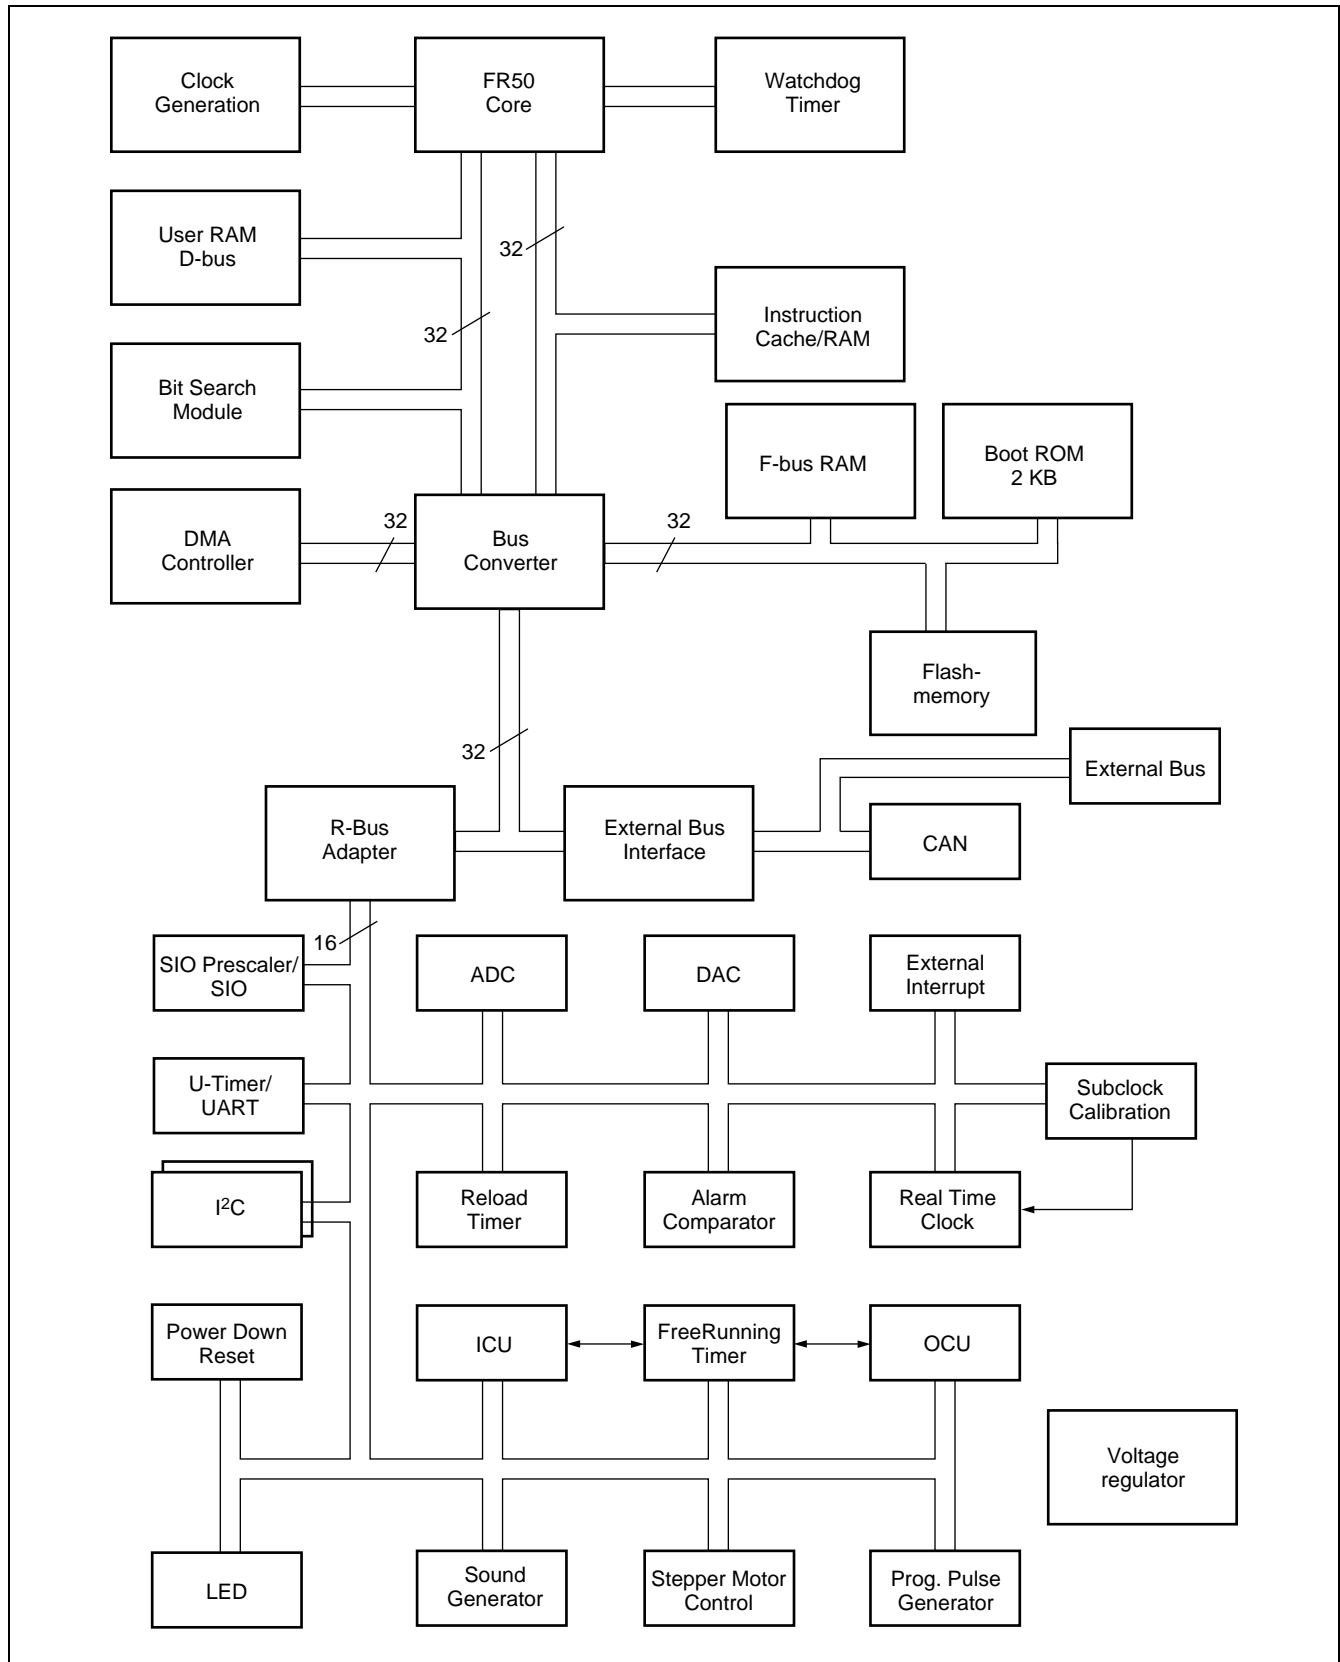 Clock
Generation
FR50
Core
Watchdog
Timer
User RAM
D-bus
32
Instruction
Cache/RAM
32
Bit Search
Module
F-bus RAM
Boot ROM
2 KB
DMA
Controller
32
Bus
Converter
32
Flash-
memory
32
External Bus
R-Bus
Adapter
External Bus
Interface
CAN
16
SIO Prescaler/
SIO
ADC
DAC
External
Interrupt
U-Timer/
UART
Subclock
Calibration
I²C
Reload
Timer
Alarm
Comparator
Real Time
Clock
Power Down
Reset
ICU
FreeRunning
Timer
OCU
Voltage
regulator
LED
Sound
Generator
Stepper Motor
Control
Prog. Pulse
Generator